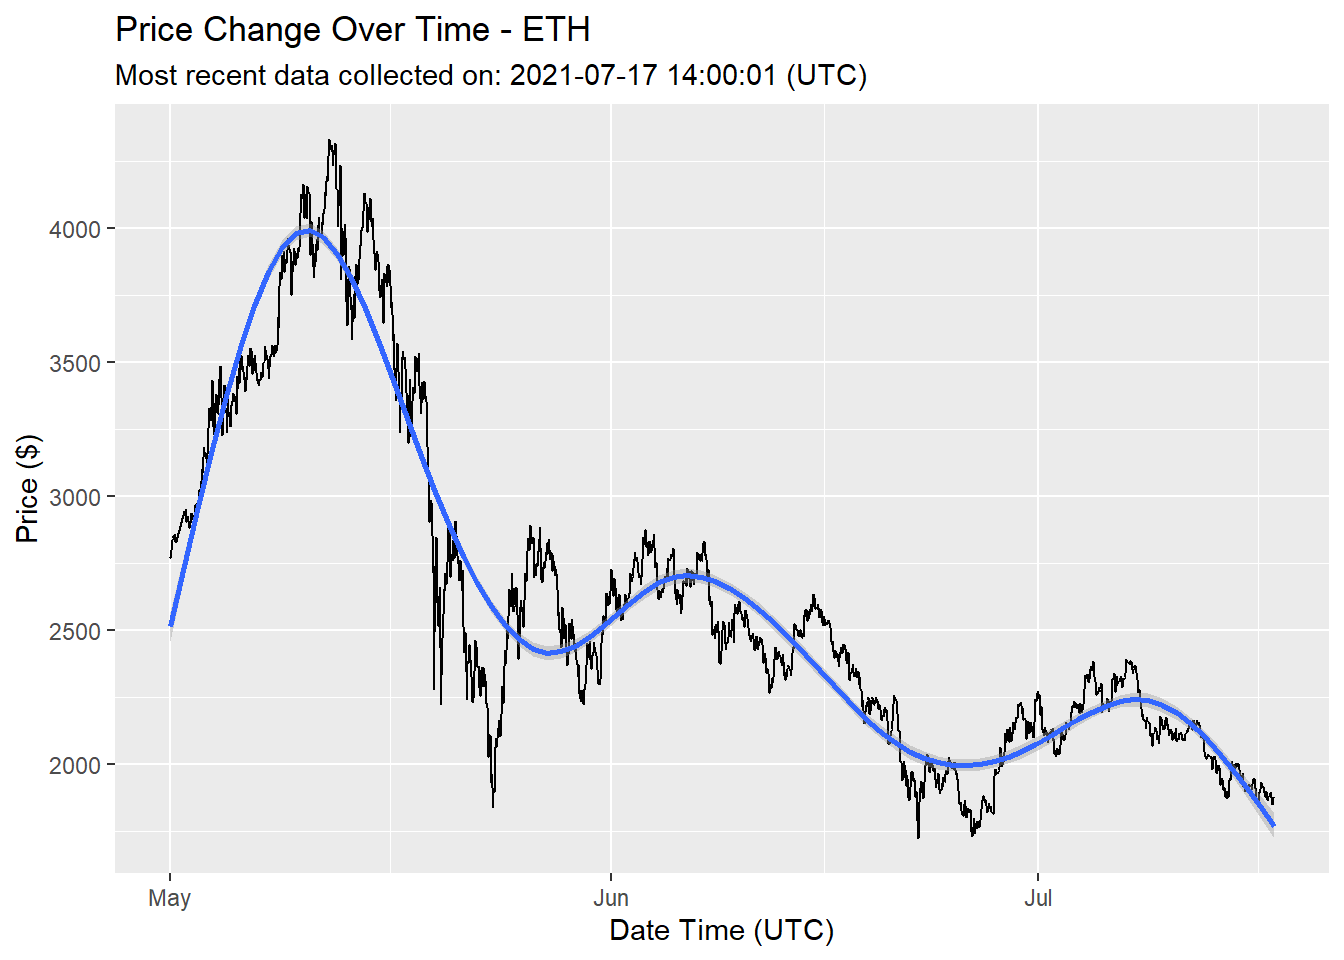 Price Change Over Time - ETH
Most recent data collected on: 2021-07-17 14:00:01 (UTC)
Price ($)
4000
3500
3000
2500
2000
May
Jun
Jul
Date Time (UTC)